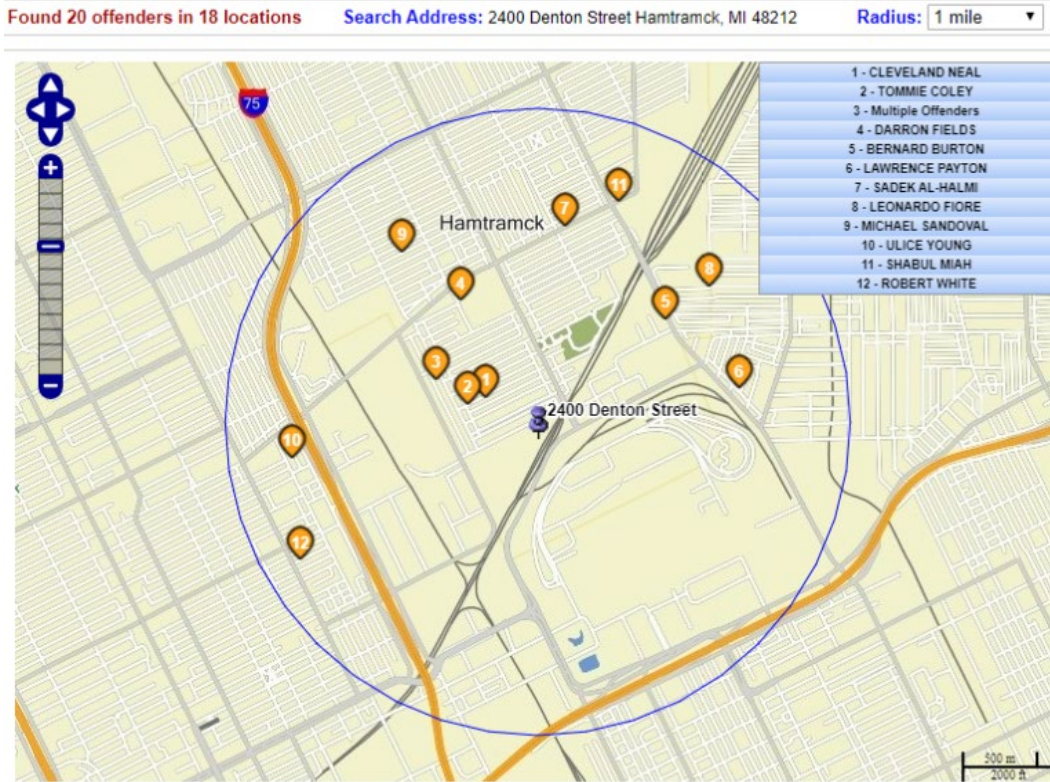 Found 20 offenders in 18 locations Search Address: 2400 Denton Street Hamtramck, MI 48212 Radius: 1 mile
75
1 - CLEVELAND NEAL
2 - TOMMIE COLEY
3 - Multiple Offenders
4 - DARRON FIELDS
5 - BERNARD BURTON
6 - LAWRENCE PAYTON
7 - SADEK AL-HALMI
8 - LEONARDO FIORE
9 - MICHAEL SANDOVAL
10 - ULICE YOUNG
11 - SHABUL MIAH
12 - ROBERT WHITE
11
7
9
Hamtramck
8
4
5
3
6
2
1
2400 Denton Street
10
12
500 m
2000 ft